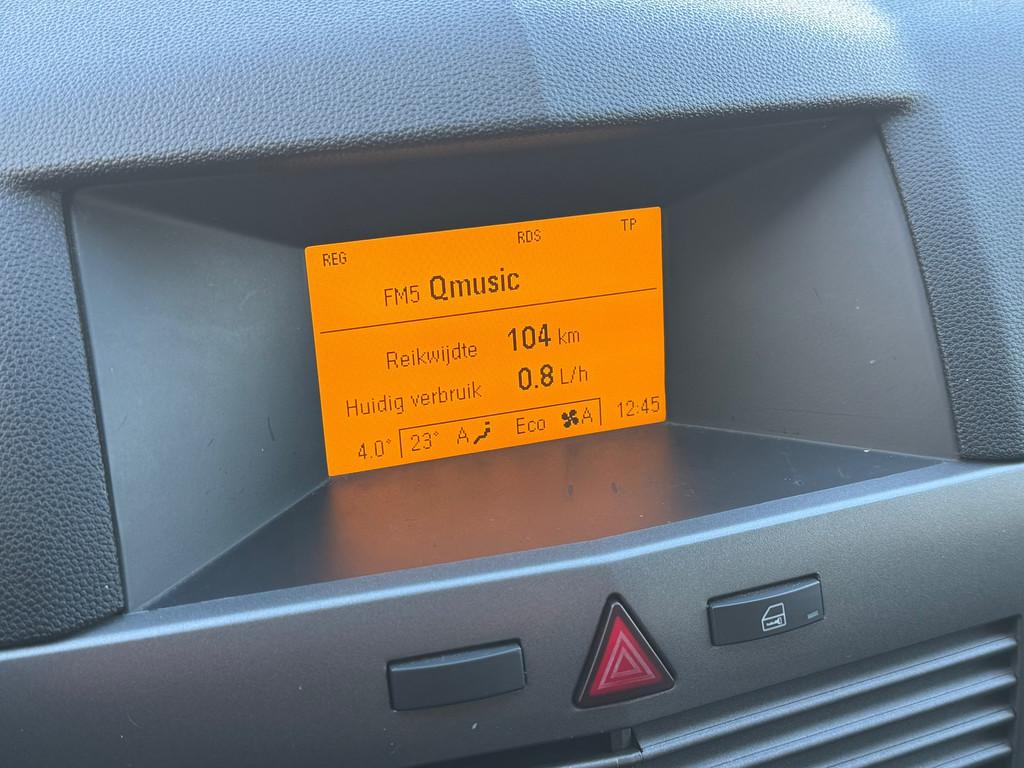 REG RDS TP
FM5 Qmusic
Reikwijdte 104 km
Huidig verbruik 0.8 L/h
4.0° 23° A Eco A 12:45